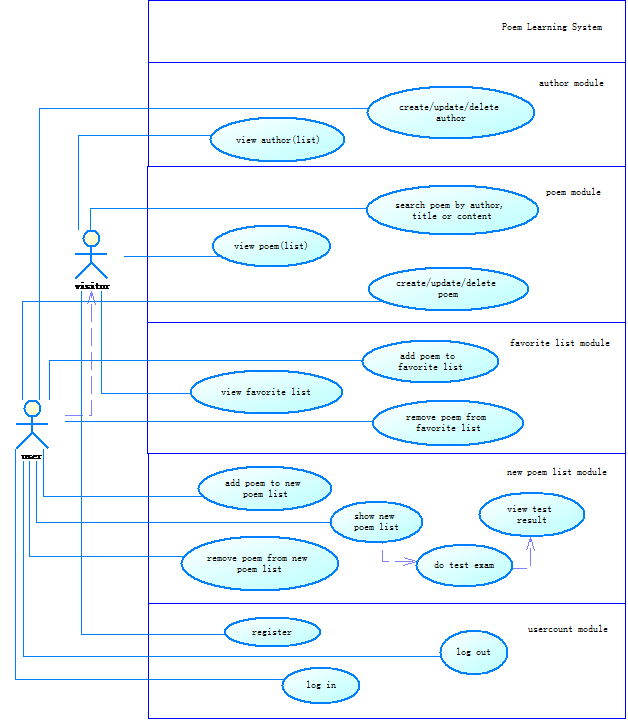 Poem Learning System
author module
create/update/delete
author
view author(list)
poem module
search poem by author,
title or content
view poem(list)
visitor
create/update/delete
poem
favorite list module
add poem to
favorite list
view favorite list
remove poem from
favorite list
user
new poem list module
add poem to new
poem list
view test
result
show new
poem list
remove poem from new
poem list
do test exam
usercount module
register
log out
log in